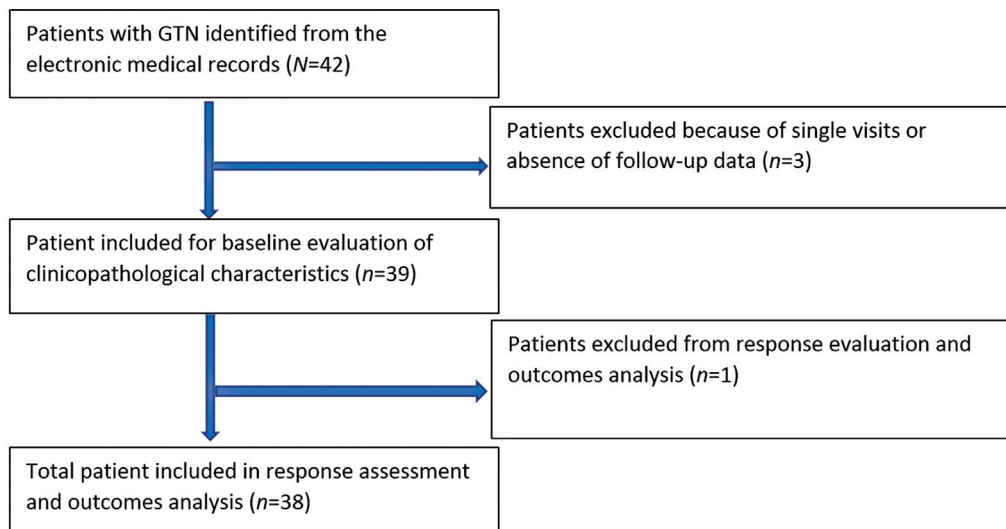 Patients with GTN identified from the
electronic medical records (N=42)
Patients excluded because of single visits or
absence of follow-up data (n=3)
Patient included for baseline evaluation of
clinicopathological characteristics (n=39)
Patients excluded from response evaluation and
outcomes analysis (n=1)
Total patient included in response assessment
and outcomes analysis (n=38)